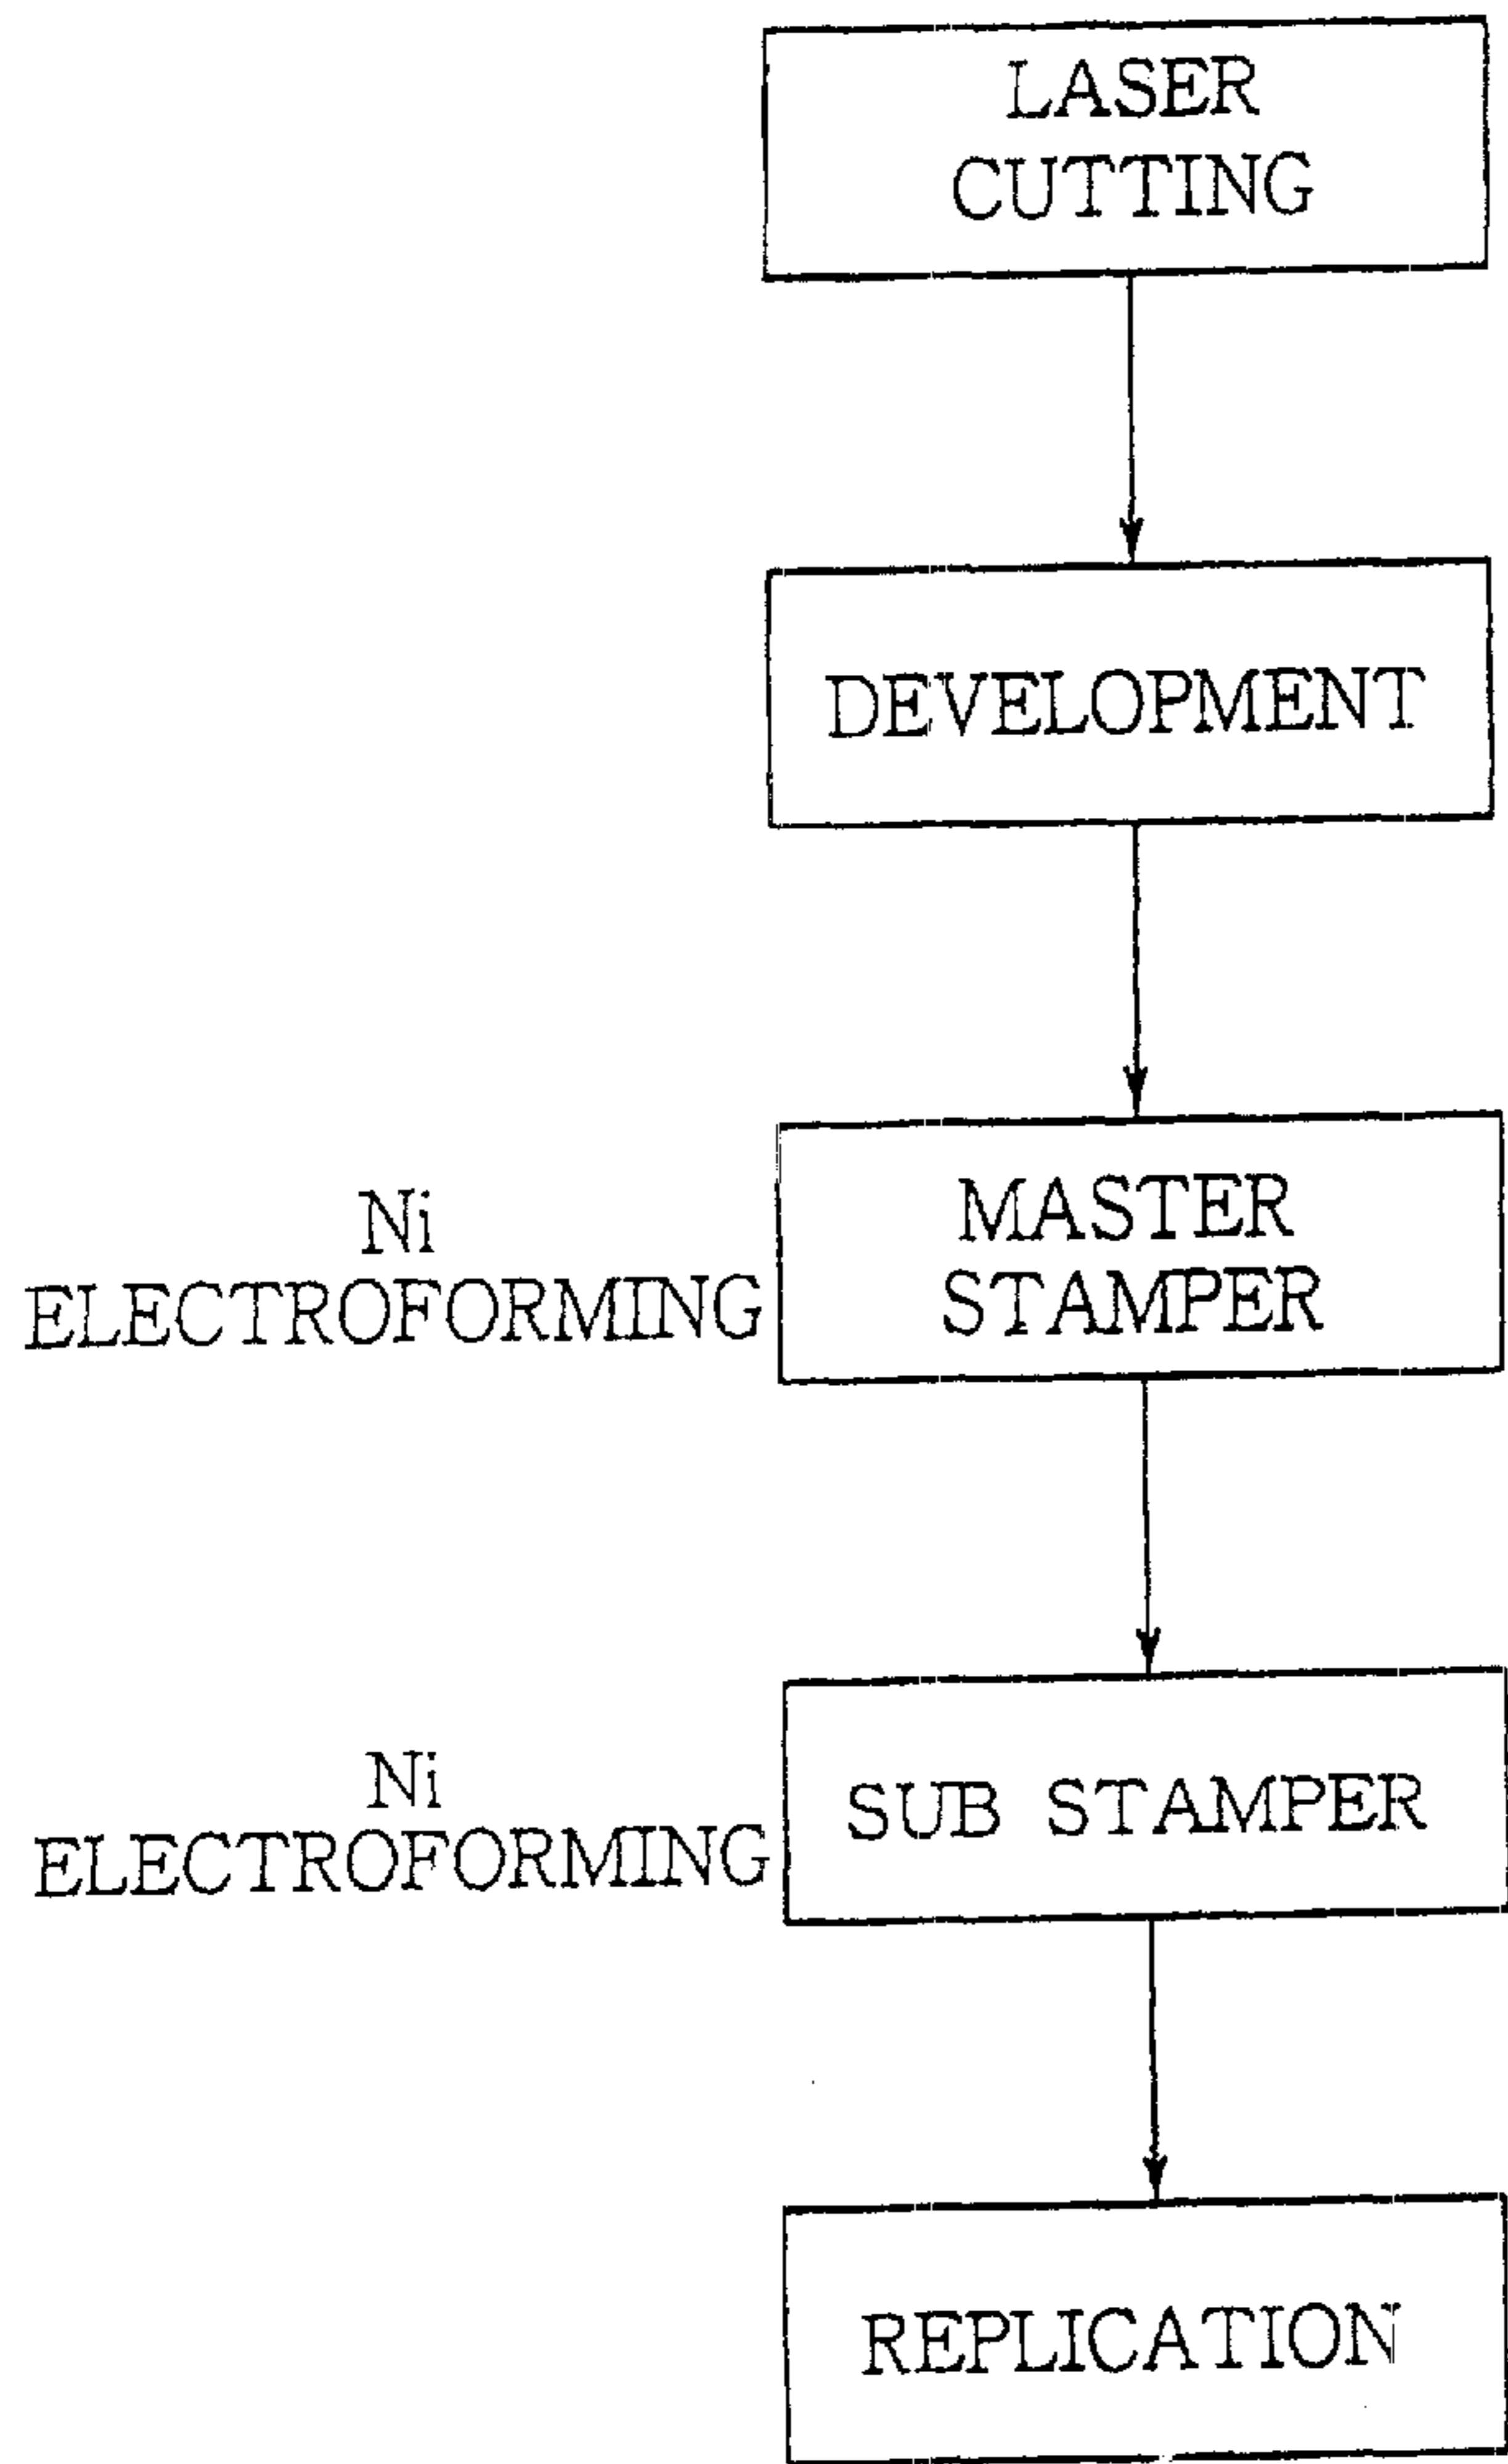 LASER
CUTTING
DEVELOPMENT
Ni
ELECTROFORMING
MASTER
STAMPER
Ni
ELECTROFORMING
SUB STAMPER
REPLICATION